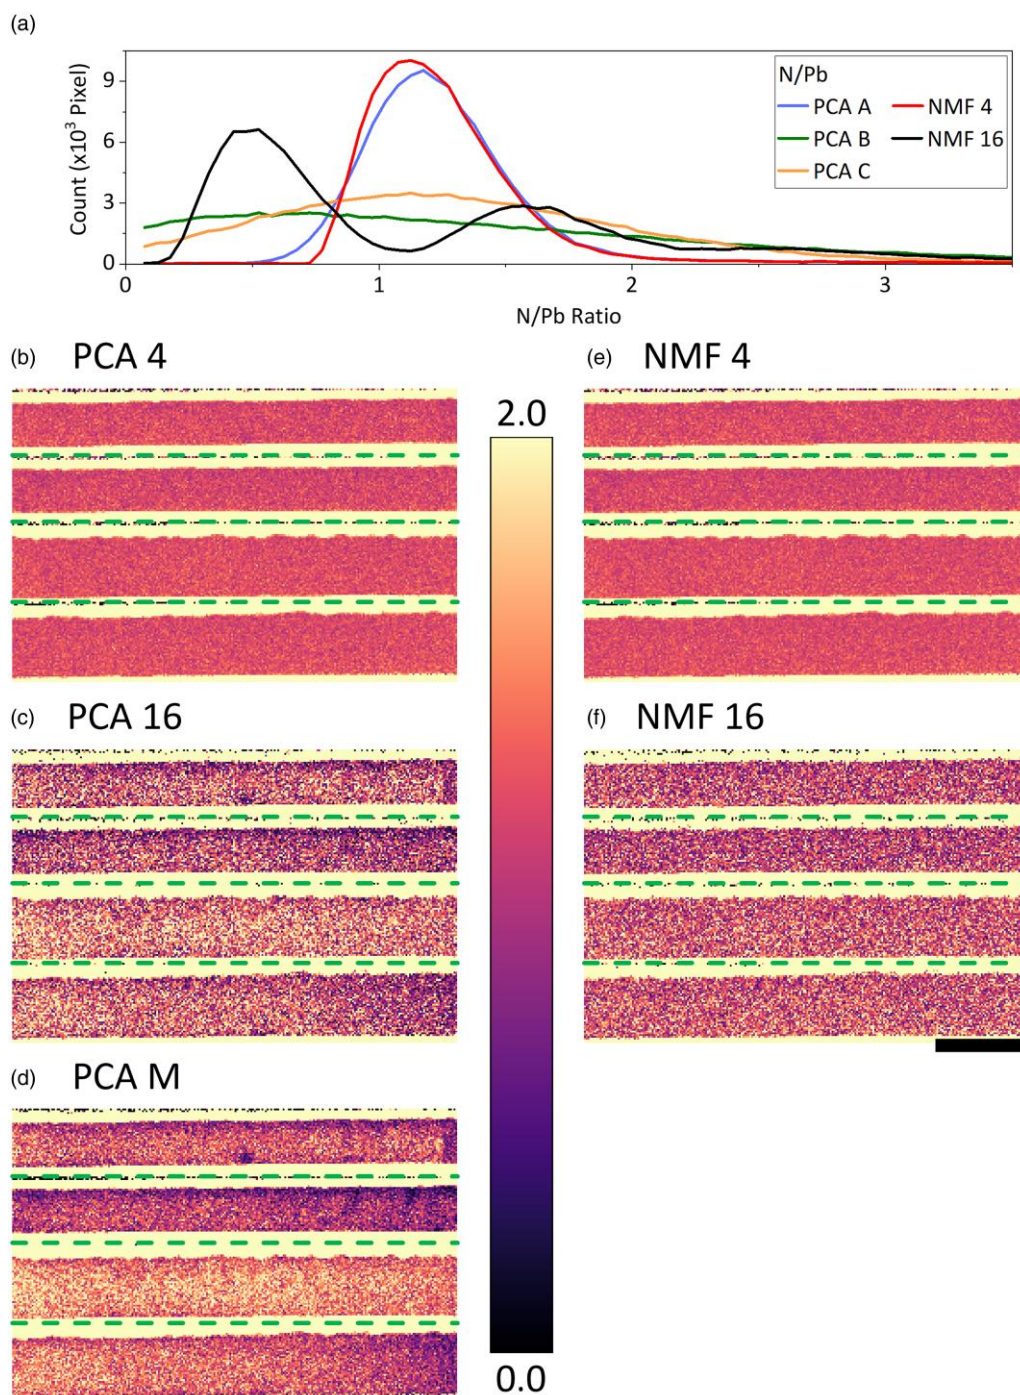 (a)
Count (x10³ Pixel)
9
6
3
0
0 1 2 3
N/Pb Ratio
N/Pb
PCA A NMF 4
PCA B NMF 16
PCA C
(b) PCA 4
(e) NMF 4
2.0
(c) PCA 16
(f) NMF 16
(d) PCA M
0.0